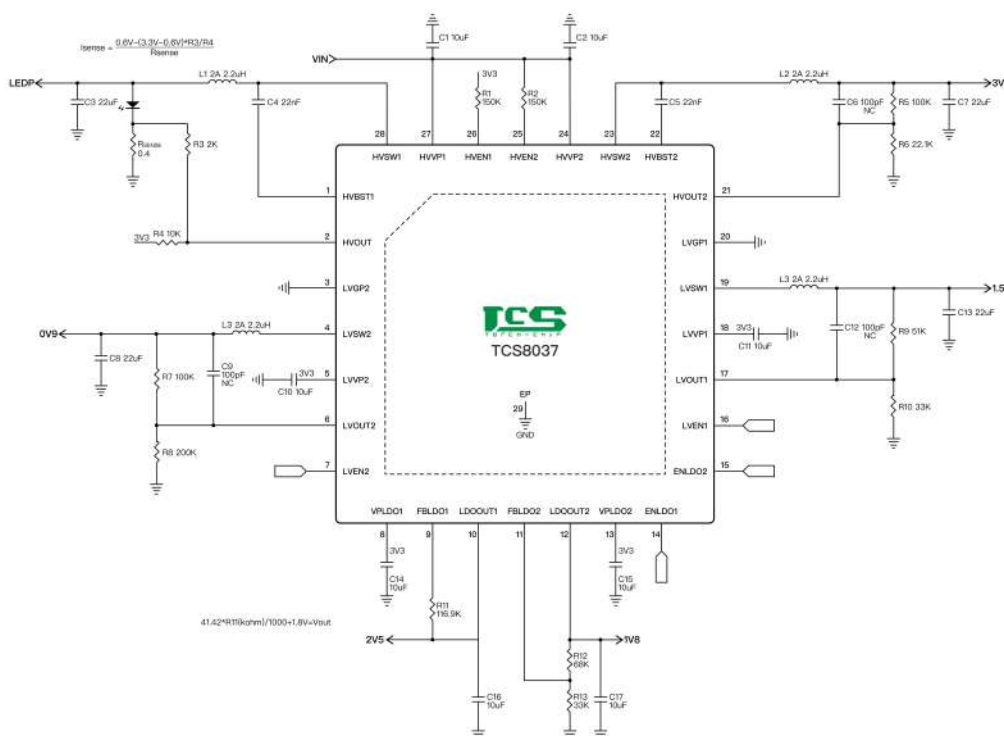 C1 10uF
C2 10uF
Isense = 0.6V-(3.3V-0.6V)*R3/R4
Rsense
VIN
LEDP
L1 2A 2.2uH
3V3
R1
150K
R2
150K
L2 2A 2.2uH
3V
C3 22uF
C4 22nF
C5 22nF
C6 100pF
NC
R5 100K
C7 22uF
Rsense
0.4
R3 2K
R6 22.1K
28
27
26
25
24
23
22
HVSW1
HVVP1
HVEN1
HVEN2
HVVP2
HVSW2
HVBST2
1
HVBST1
HVOUT2
21
3V3
R4 10K
2
HVOUT
LVGP1
20
3
LVGP2
LVSW1
19
L3 2A 2.2uH
1.5
0V9
L3 2A 2.2uH
4
LVSW2
TCS
TOPE-CHIP
TCS8037
LVVP1
18
3V3
C11 10uF
C12 100pF
NC
R9 51K
C13 22uF
C8 22uF
R7 100K
C9
100pF
NC
3V3
C10 10uF
5
LVVP2
LVOUT1
17
EP
29
GND
R10 33K
6
LVOUT2
LVEN1
16
R8 200K
7
LVEN2
ENLDO2
15
VPLDO1
FBLDO1
LDOOUT1
FBLDO2
LDOOUT2
VPLDO2
ENLDO1
8
9
10
11
12
13
14
3V3
C14
10uF
3V3
C15
10uF
R11
116.9K
41.42*R11(kohm)/1000+1.8V=Vout
2V5
1V8
R12
68K
C16
10uF
R13
33K
C17
10uF